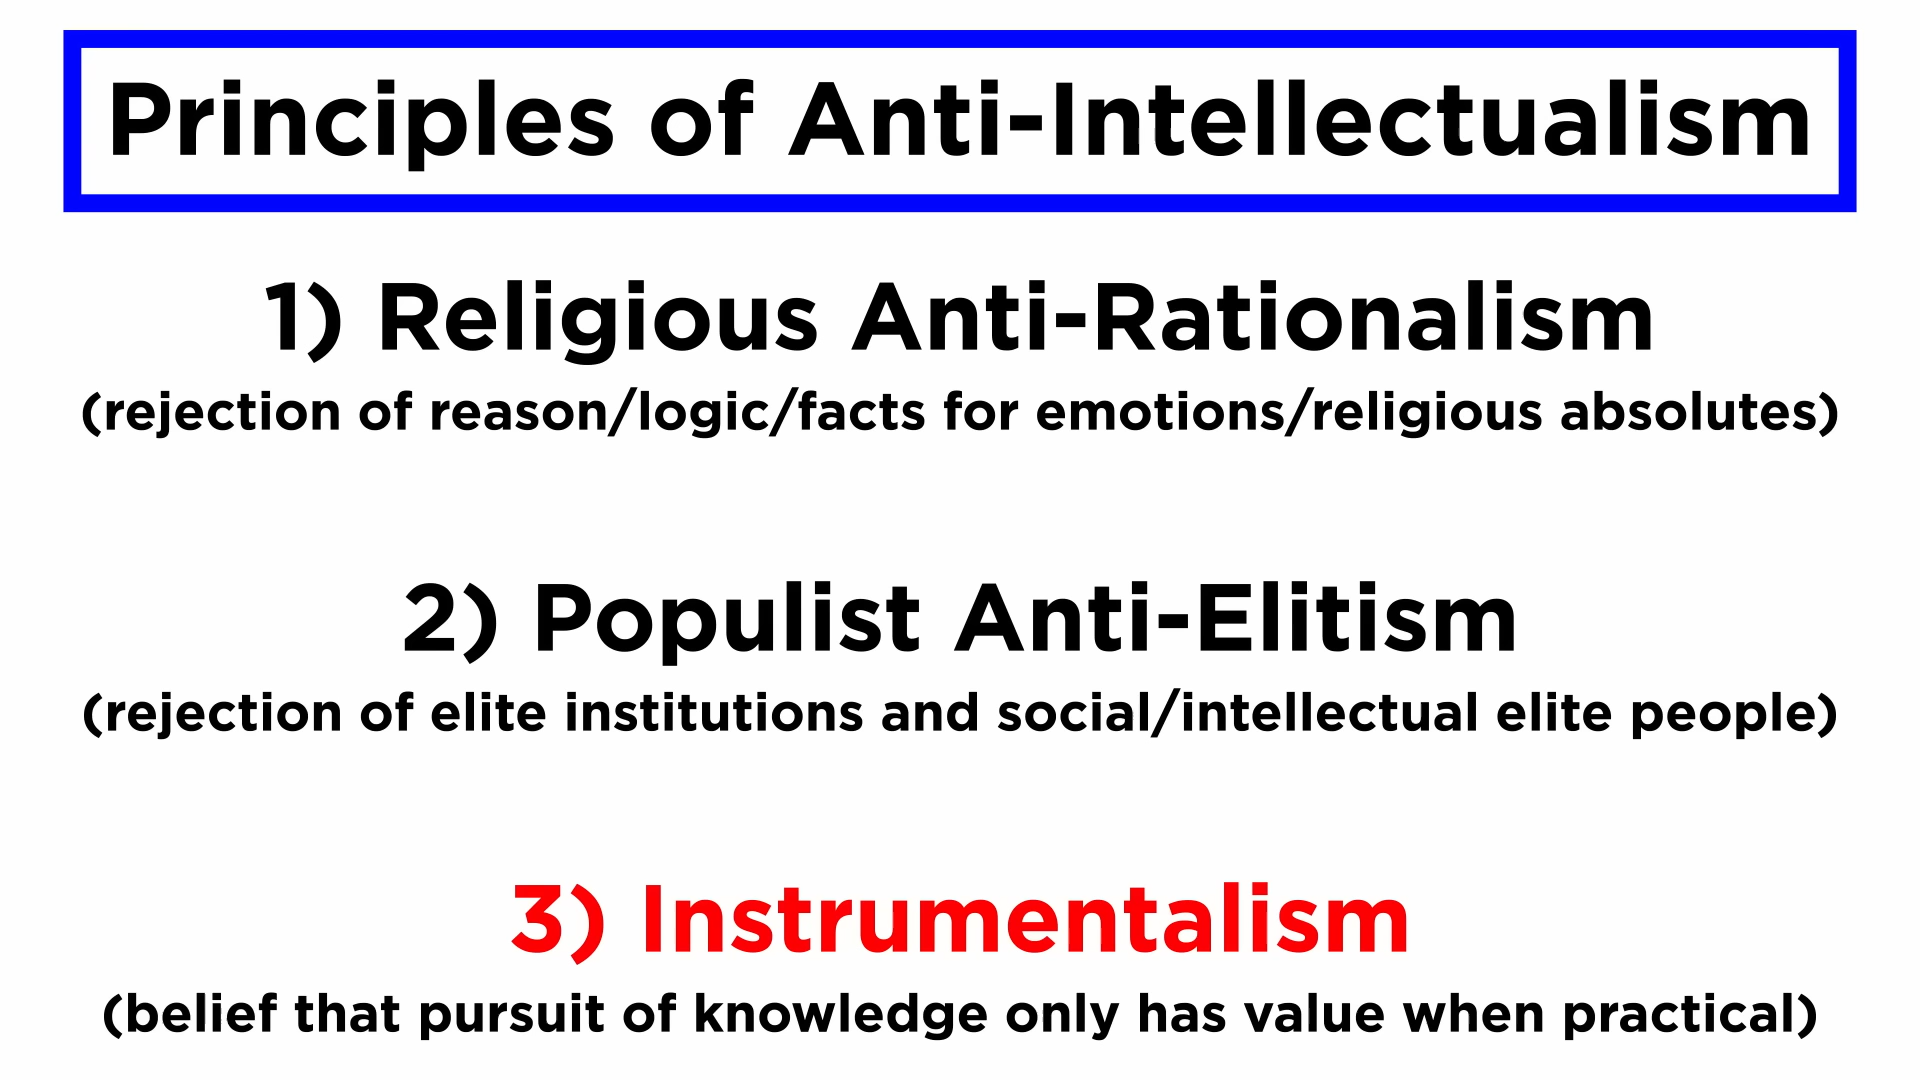 Principles of Anti-Intellectualism
1) Religious Anti-Rationalism
(rejection of reason/logic/facts for emotions/religious absolutes)
2) Populist Anti-Elitism
(rejection of elite institutions and social/intellectual elite people)
3) Instrumentalism
(belief that pursuit of knowledge only has value when practical)